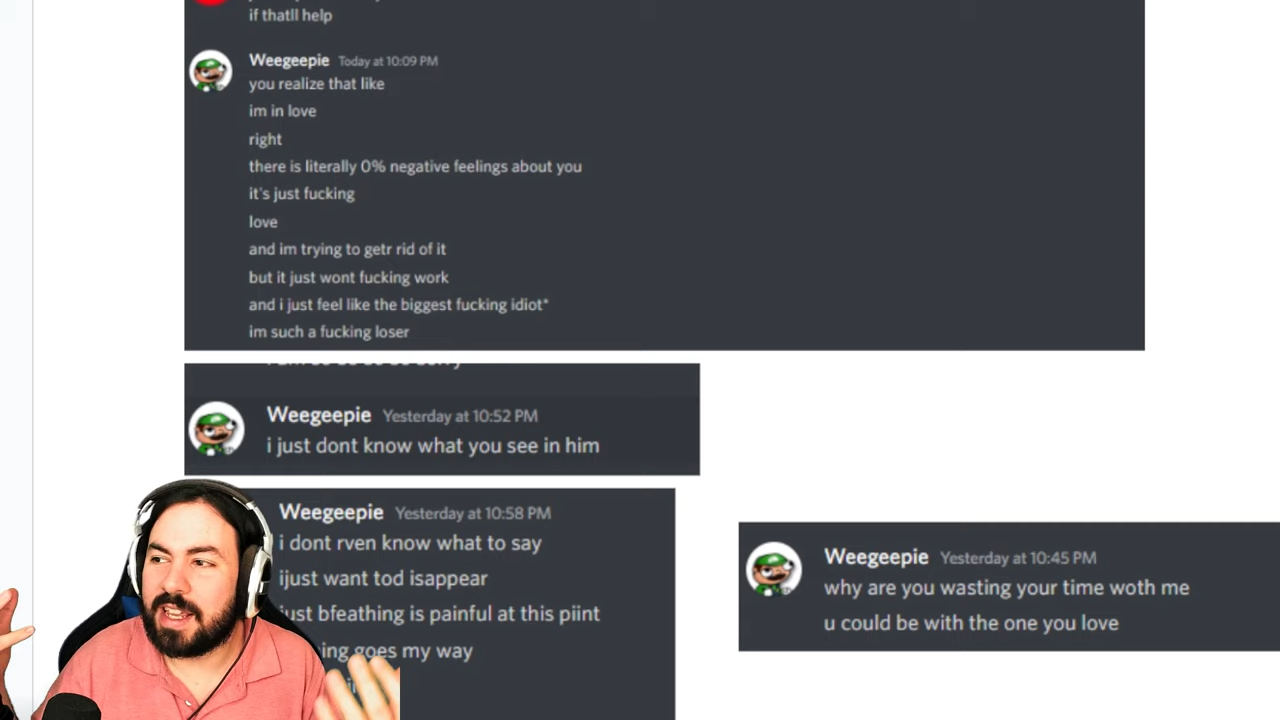 if thatll help
Weegeepie Today at 10:09 PM
you realize that like
im in love
right
there is literally 0% negative feelings about you
it's just fucking
love
and im trying to getr rid of it
but it just wont fucking work
and i just feel like the biggest fucking idiot*
im such a fucking loser
Weegeepie Yesterday at 10:52 PM
i just dont know what you see in him
Weegeepie Yesterday at 10:58 PM
i dont rven know what to say
ijust want tod isappear
just bfeathing is painful at this piint
ing goes my way
Weegeepie Yesterday at 10:45 PM
why are you wasting your time woth me
u could be with the one you love